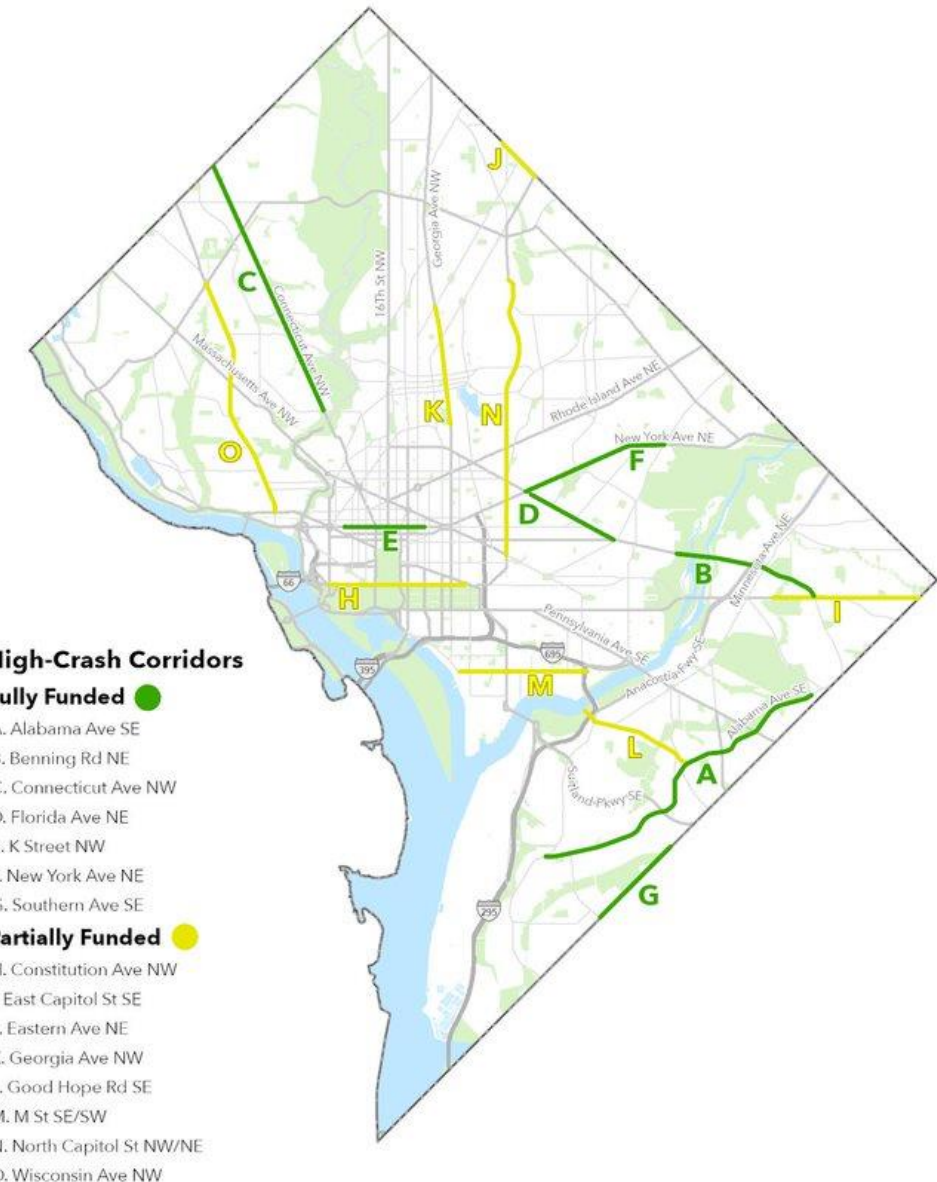 J
Georgia Ave NW
16Th St NW
C
Connecticut Ave NW
Massachusetts Ave NW
K
N
Rhode Island Ave NE
O
New York Ave NE
F
D
E
B
Minnesota-Ave-NE
I
66
H
Pennsylvania Ave SE
695
395
M
Anacostia-Fwy-SE
L
Alabama Ave SE
A
Suitland-Pkwy-SE
G
295
High-Crash Corridors
Fully Funded
A. Alabama Ave SE
B. Benning Rd NE
C. Connecticut Ave NW
D. Florida Ave NE
. K Street NW
. New York Ave NE
G. Southern Ave SE
Partially Funded
H. Constitution Ave NW
East Capitol St SE
. Eastern Ave NE
K. Georgia Ave NW
. Good Hope Rd SE
M. M St SE/SW
N. North Capitol St NW/NE
O. Wisconsin Ave NW